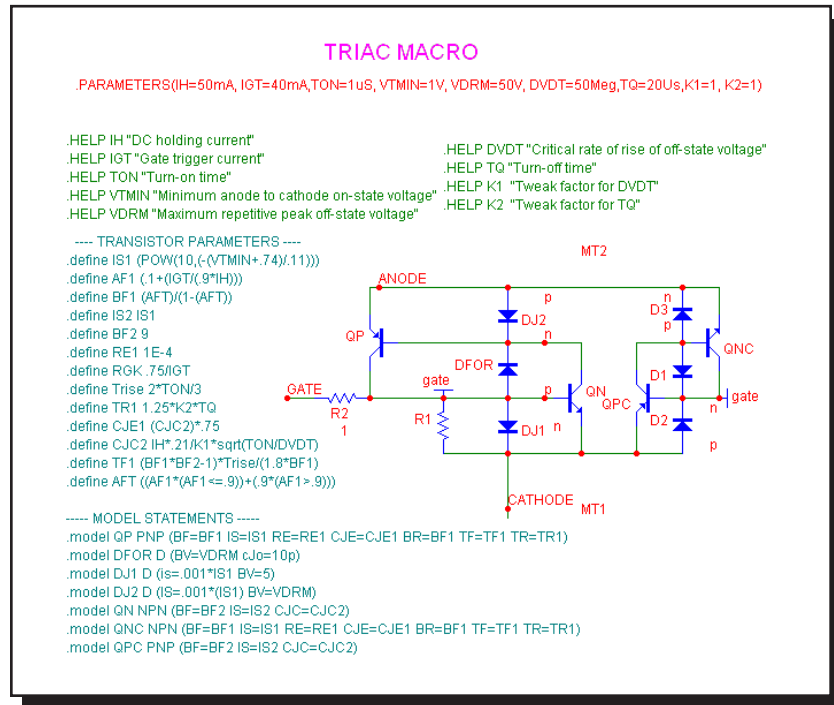 TRIAC MACRO
.PARAMETERS(IH=50mA, IGT=40mA,TON=1uS, VTMIN=1V, VDRM=50V, DVDT=50Meg,TQ=20Us,K1=1, K2=1)
.HELP IH "DC holding current"
.HELP IGT "Gate trigger current"
.HELP TON "Turn-on time"
.HELP VTMIN "Minimum anode to cathode on-state voltage"
.HELP VDRM "Maximum repetitive peak off-state voltage"
.HELP DVDT "Critical rate of rise of off-state voltage"
.HELP TQ "Turn-off time"
.HELP K1 "Tweak factor for DVDT"
.HELP K2 "Tweak factor for TQ"
---- TRANSISTOR PARAMETERS ----
.define IS1 (POW(10,(-(VTMIN+.74)/.11)))
.define AF1 (.1+(IGT/(.9*IH)))
.define BF1 (AFT)/(1-(AFT))
.define IS2 IS1
.define BF2 9
.define RE1 1E-4
.define RGK .75/IGT
.define Trise 2*TON/3
.define TR1 1.25*K2*TQ
.define CJE1 (CJC2)*.75
.define CJC2 IH*.21/K1*sqrt(TON/DVDT)
.define TF1 (BF1*BF2-1)*Trise/(1.8*BF1)
.define AFT ((AF1*(AF1<=.9))+(.9*(AF1>.9)))
MT2
ANODE
p
n
DJ2
D3
p
QP
n
QNC
DFOR
D1
GATE
gate
p
QN
QPC
gate
R2
1
R1
DJ1
n
D2
n
p
CATHODE
MT1
----- MODEL STATEMENTS -----
.model QP PNP (BF=BF1 IS=IS1 RE=RE1 CJE=CJE1 BR=BF1 TF=TF1 TR=TR1)
.model DFOR D (BV=VDRM cJo=10p)
.model DJ1 D (is=.001*IS1 BV=5)
.model DJ2 D (IS=.001*(IS1) BV=VDRM)
.model QN NPN (BF=BF2 IS=IS2 CJC=CJC2)
.model QNC NPN (BF=BF1 IS=IS1 RE=RE1 CJE=CJE1 BR=BF1 TF=TF1 TR=TR1)
.model QPC PNP (BF=BF2 IS=IS2 CJC=CJC2)